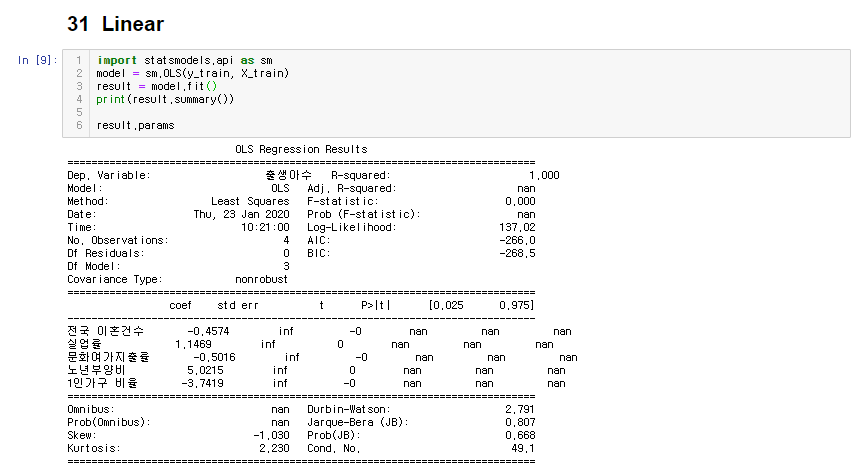 31 Linear
In [9]:
1 import statsmodels.api as sm
2 model = sm.OLS(y_train, X_train)
3 result = model.fit()
4 print(result.summary())
5
6 result.params
OLS Regression Results
==============================================================================
Dep. Variable: 출생아수 R-squared: 1.000
Model: OLS Adj. R-squared: nan
Method: Least Squares F-statistic: 0.000
Date: Thu, 23 Jan 2020 Prob (F-statistic): nan
Time: 10:21:00 Log-Likelihood: 137.02
No. Observations: 4 AIC: -266.0
Df Residuals: 0 BIC: -268.5
Df Model: 3
Covariance Type: nonrobust
==============================================================================
coef std err t P>|t| [0.025 0.975]
------------------------------------------------------------------------------
전국 이혼건수 -0.4574 inf -0 nan nan nan
실업률 1.1469 inf 0 nan nan nan
문화여가지출률 -0.5016 inf -0 nan nan nan
노년부양비 5.0215 inf 0 nan nan nan
1인가구 비율 -3.7419 inf -0 nan nan nan
==============================================================================
Omnibus: nan Durbin-Watson: 2.791
Prob(Omnibus): nan Jarque-Bera (JB): 0.807
Skew: -1.030 Prob(JB): 0.668
Kurtosis: 2.230 Cond. No. 49.1
==============================================================================